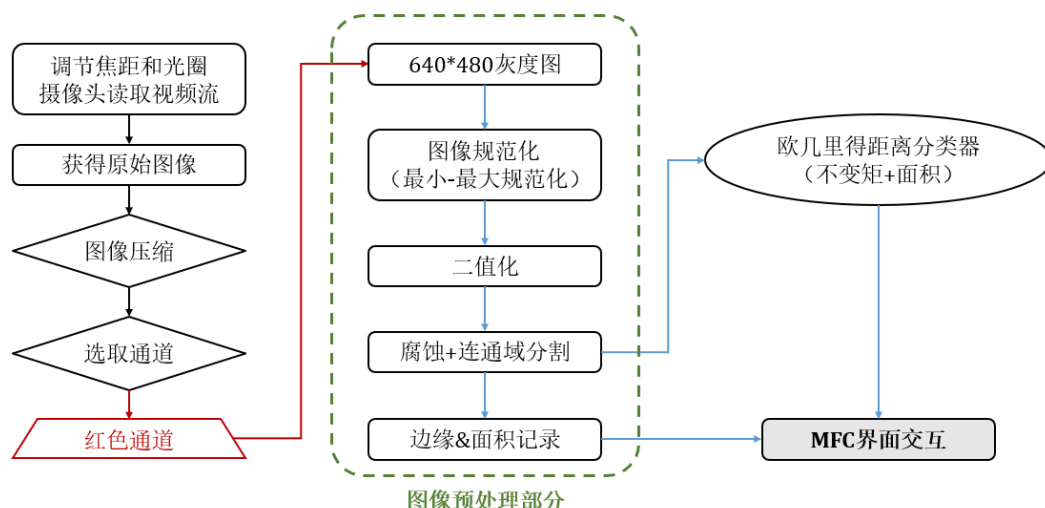 调节焦距和光圈
摄像头读取视频流
获得原始图像
图像压缩
选取通道
红色通道
640*480灰度图
图像规范化
（最小-最大规范化）
二值化
腐蚀+连通域分割
边缘&面积记录
图像预处理部分
欧几里得距离分类器
（不变矩+面积）
MFC界面交互